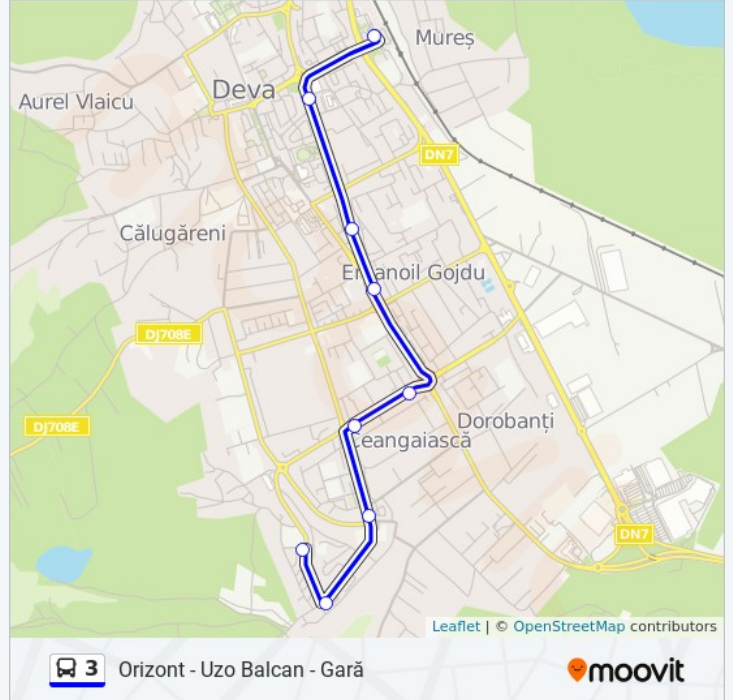 Mureș
Deva
Aurel Vlaicu
DN7
Călugăreni
Emanoil Gojdu
DJ708E
DJ708E
Dorobanți
Ceangaiască
DN7
Leaflet | © OpenStreetMap contributors
3 Orizont - Uzo Balcan - Gară
moovit